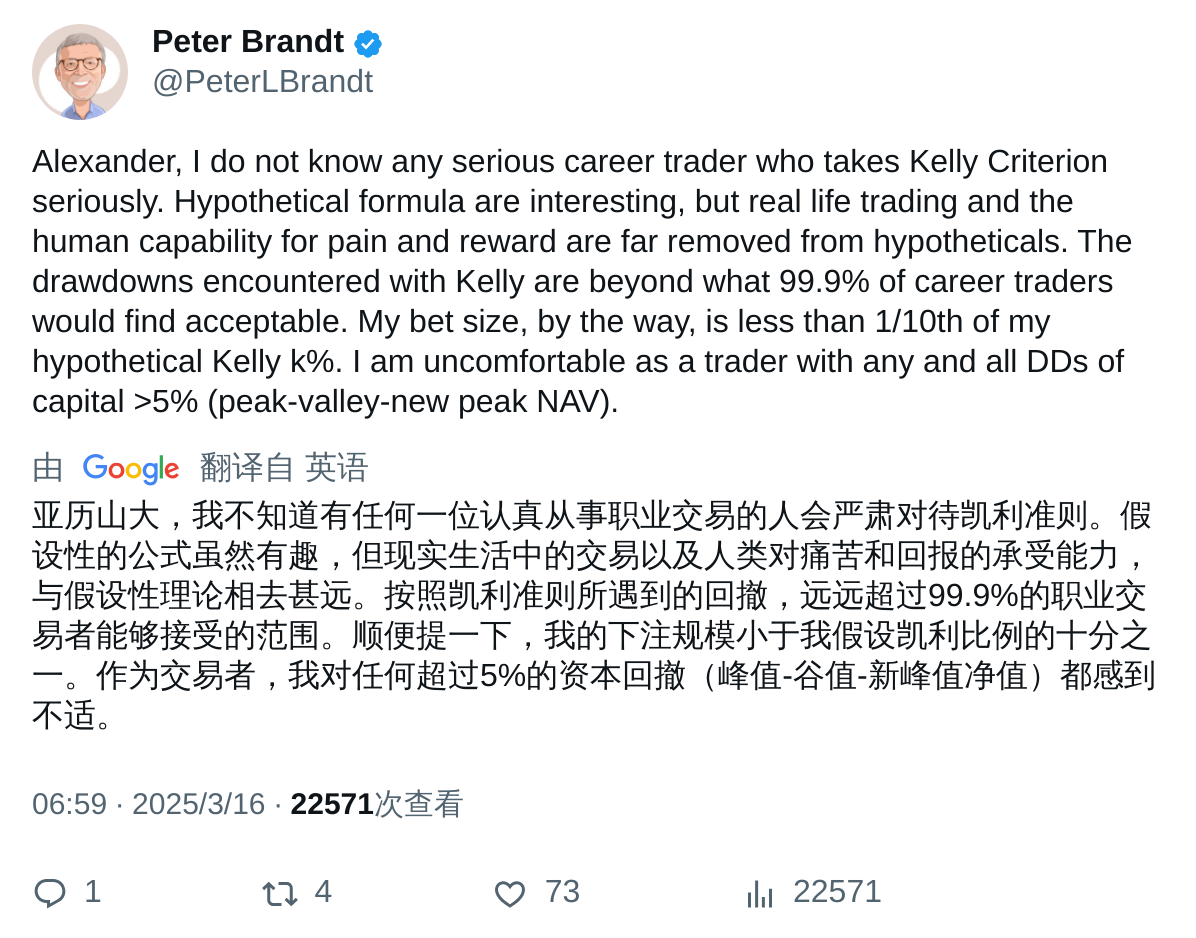 Peter Brandt
@PeterLBrandt
Alexander, I do not know any serious career trader who takes Kelly Criterion
seriously. Hypothetical formula are interesting, but real life trading and the
human capability for pain and reward are far removed from hypotheticals. The
drawdowns encountered with Kelly are beyond what 99.9% of career traders
would find acceptable. My bet size, by the way, is less than 1/10th of my
hypothetical Kelly k%. I am uncomfortable as a trader with any and all DDs of
capital >5% (peak-valley-new peak NAV).
由 Google 翻译自 英语
亚历山大，我不知道有任何一位认真从事职业交易的人会严肃对待凯利准则。假
设性的公式虽然有趣，但现实生活中的交易以及人类对痛苦和回报的承受能力，
与假设性理论相去甚远。按照凯利准则所遇到的回撤，远远超过99.9%的职业交
易者能够接受的范围。顺便提一下，我的下注规模小于我假设凯利比例的十分之
一。作为交易者，我对任何超过5%的资本回撤（峰值-谷值-新峰值净值）都感到
不适。
06:59 · 2025/3/16 · 22571次查看
1 4 73 22571